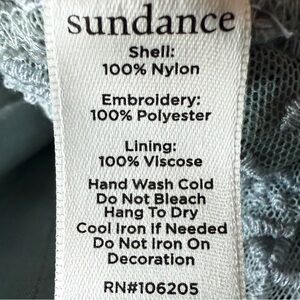 sundance
Shell:
100% Nylon
Embroidery:
100% Polyester
Lining:
100% Viscose
Hand Wash Cold
Do Not Bleach
Hang To Dry
Cool Iron If Needed
Do Not Iron On
Decoration
RN#106205